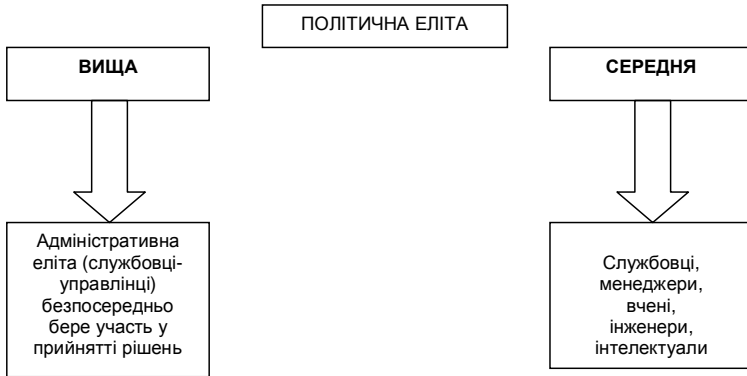 ПОЛІТИЧНА ЕЛІТА
ВИЩА
СЕРЕДНЯ
Адміністративна
еліта (службовці-
управлінці)
безпосередньо
бере участь у
прийнятті рішень
Службовці,
менеджери,
вчені,
інженери,
інтелектуали